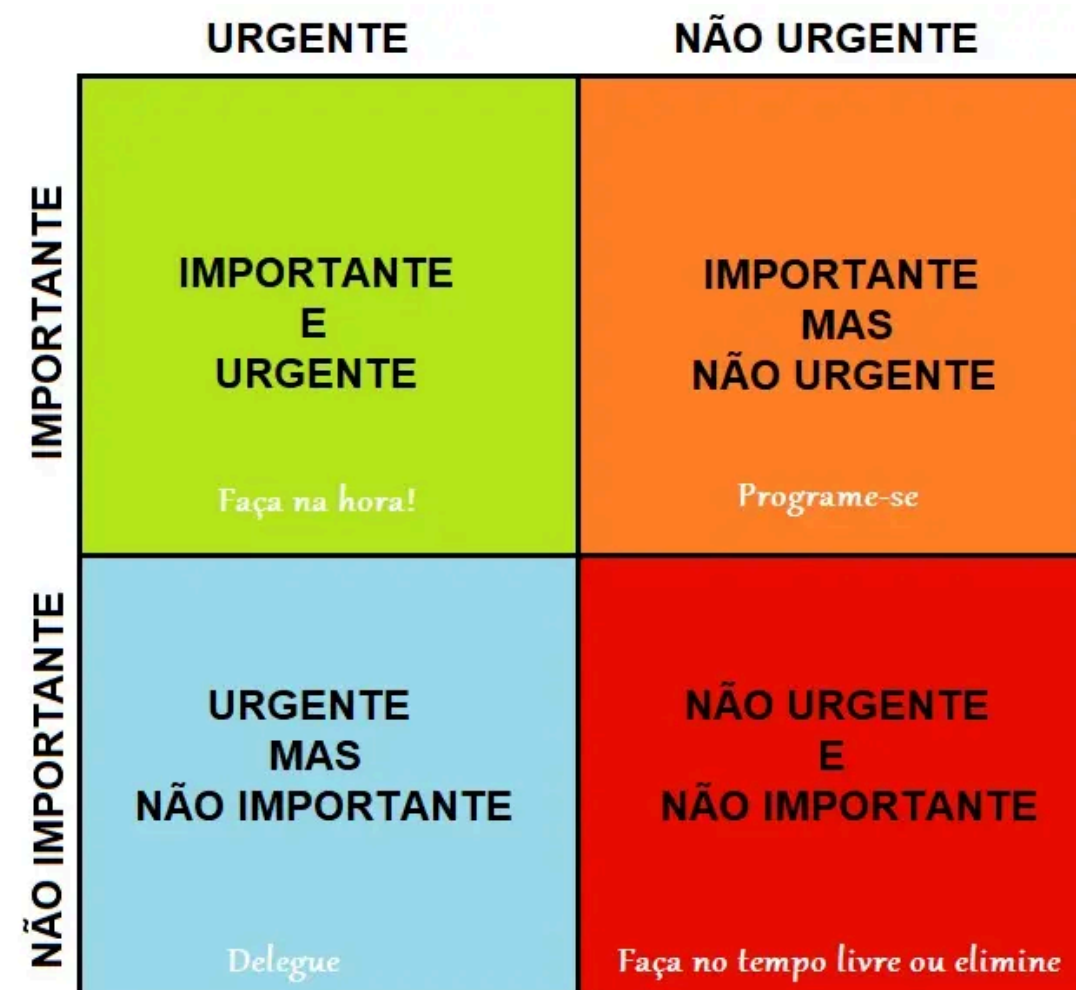 URGENTE
NÃO URGENTE
IMPORTANTE
IMPORTANTE
E
URGENTE
Faça na hora!
IMPORTANTE
MAS
NÃO URGENTE
Programe-se
NÃO IMPORTANTE
URGENTE
MAS
NÃO IMPORTANTE
Delegue
NÃO URGENTE
E
NÃO IMPORTANTE
Faça no tempo livre ou elimine